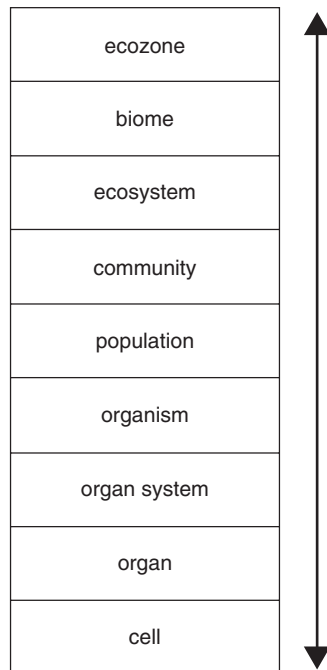 ecozone
biome
ecosystem
community
population
organism
organ system
organ
cell